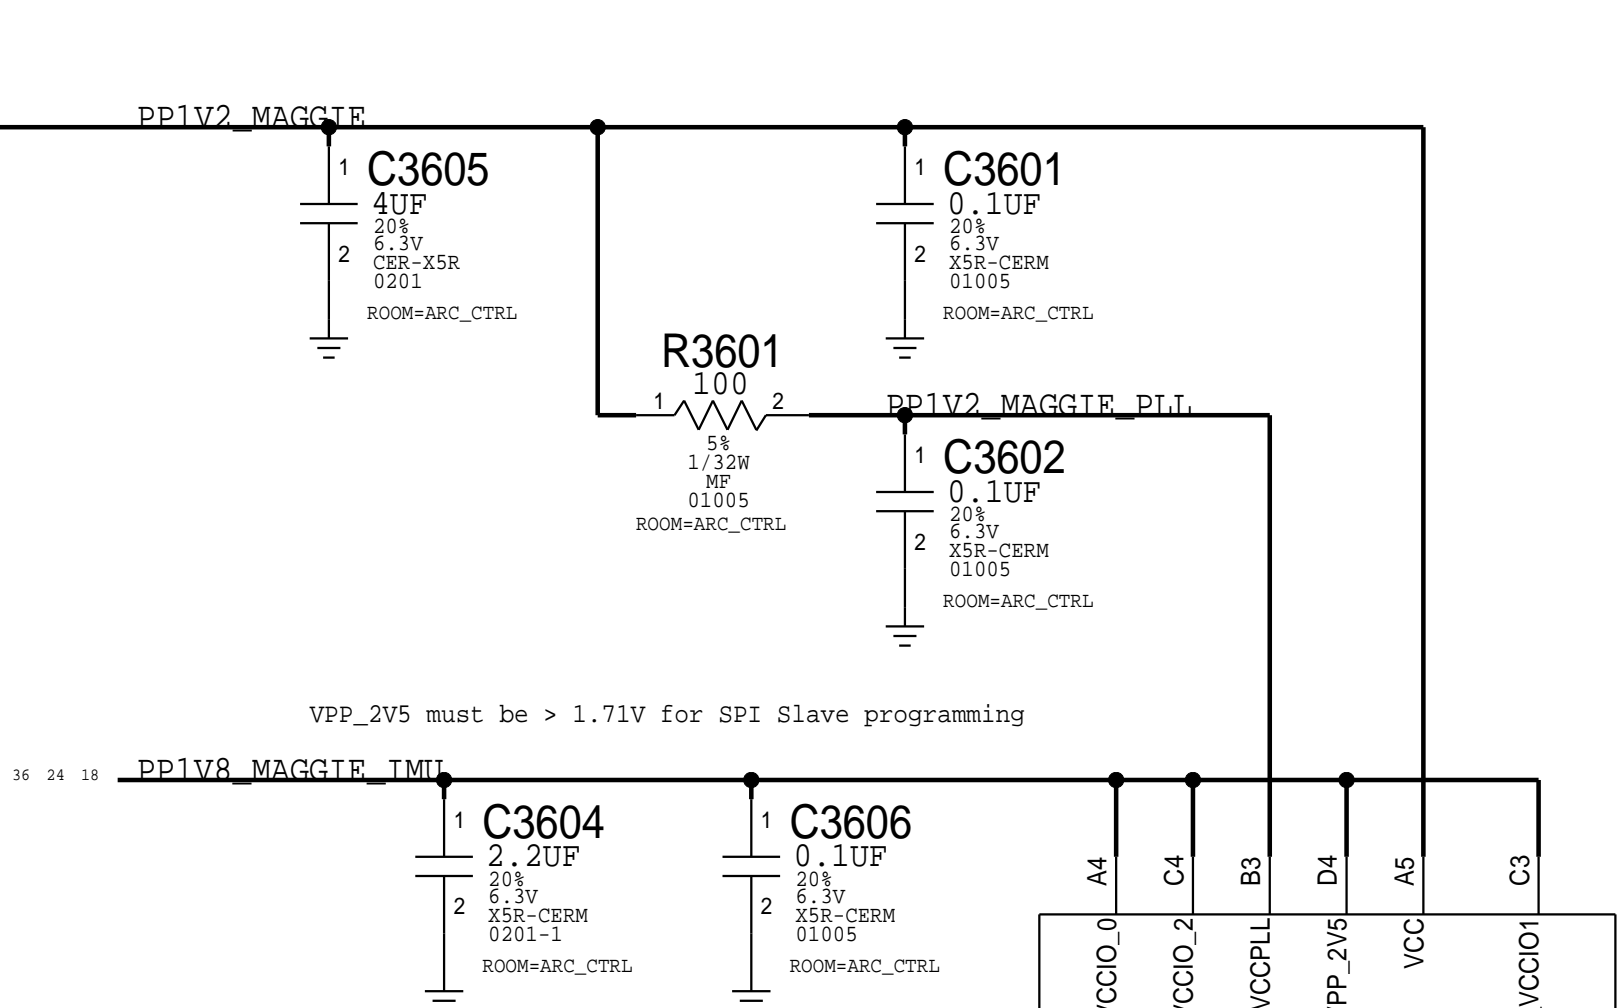 PP1V2_MAGGIE
1
C3605
4UF
20%
6.3V
2
CER-X5R
0201
ROOM=ARC_CTRL
1
C3601
0.1UF
20%
6.3V
2
X5R-CERM
01005
ROOM=ARC_CTRL
R3601
100
1
2
5%
1/32W
MF
01005
ROOM=ARC_CTRL
PP1V2_MAGGIE_PLL
1
C3602
0.1UF
20%
6.3V
2
X5R-CERM
01005
ROOM=ARC_CTRL
VPP_2V5 must be > 1.71V for SPI Slave programming
36 24 18
PP1V8_MAGGIE_IMU
1
C3604
2.2UF
20%
6.3V
2
X5R-CERM
0201-1
ROOM=ARC_CTRL
1
C3606
0.1UF
20%
6.3V
2
X5R-CERM
01005
ROOM=ARC_CTRL
A4
C4
B3
D4
A5
C3
VCCIO_0
VCCIO_2
VCCPLL
VPP_2V5
VCC
VCCIO1